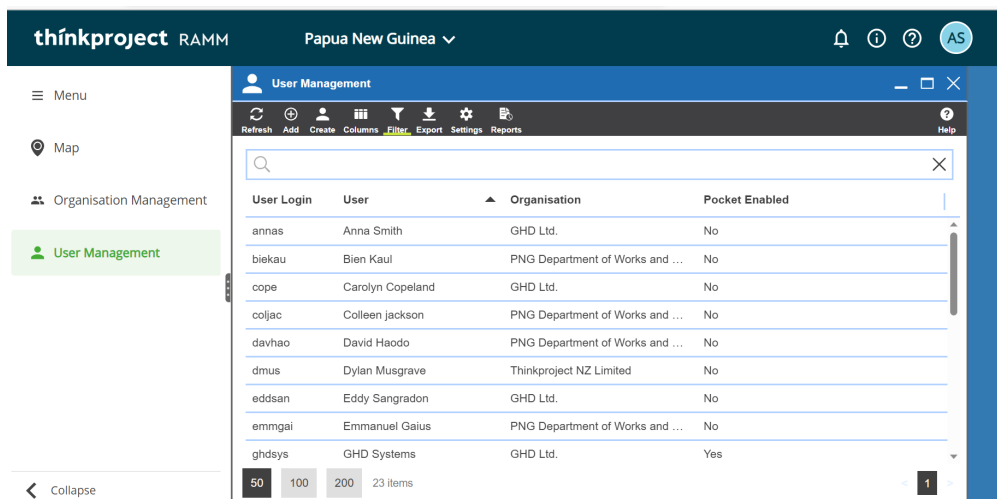 thinkproject RAMM
Papua New Guinea
AS
Menu
Map
Organisation Management
User Management
Collapse
User Management
Refresh Add Create Columns Filter Export Settings Reports Help
User Login User Organisation Pocket Enabled
annas Anna Smith GHD Ltd. No
biekau Bien Kaul PNG Department of Works and ... No
cope Carolyn Copeland GHD Ltd. No
coljac Colleen jackson PNG Department of Works and ... No
davhao David Haodo PNG Department of Works and ... No
dmus Dylan Musgrave Thinkproject NZ Limited No
eddsan Eddy Sangradon GHD Ltd. No
emmgai Emmanuel Gaius PNG Department of Works and ... No
ghdsys GHD Systems GHD Ltd. Yes
50 100 200 23 items < 1 >